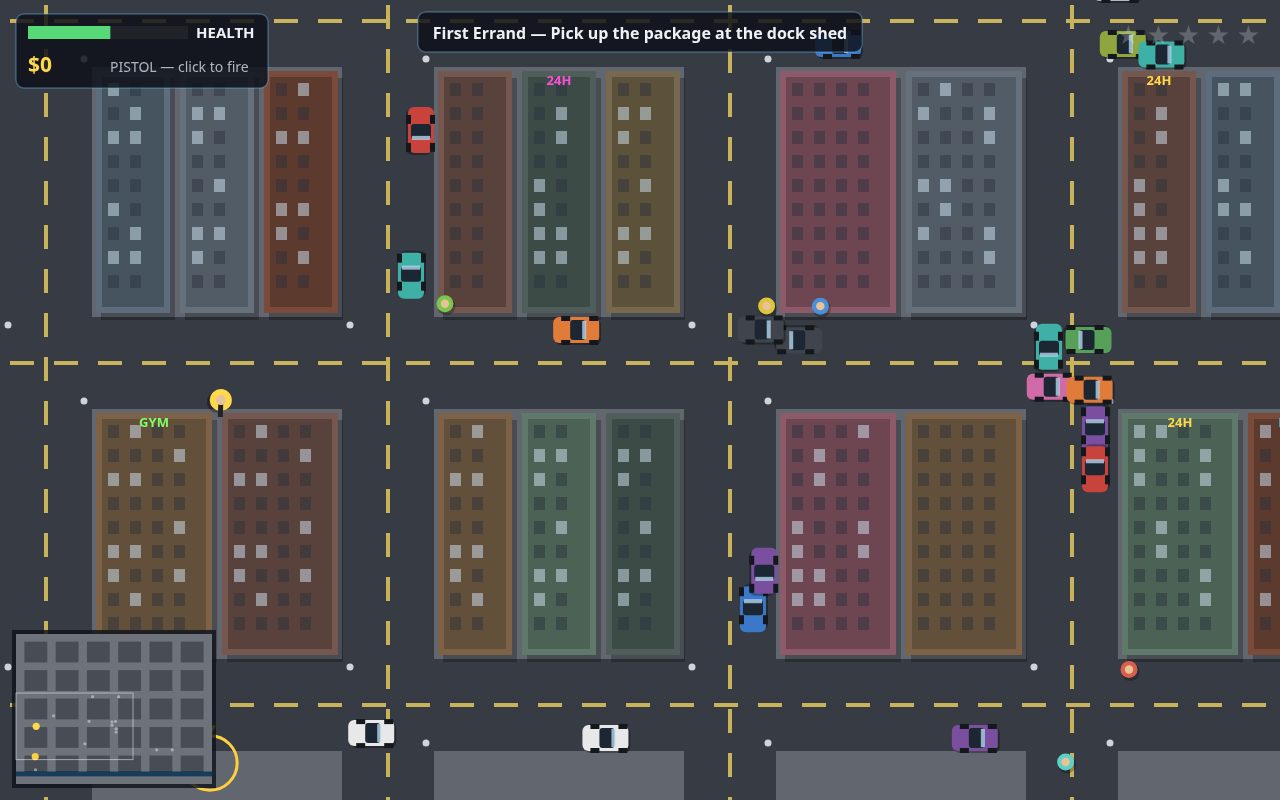 HEALTH
$0
PISTOL — click to fire
First Errand — Pick up the package at the dock shed
24H
24H
GYM
24H